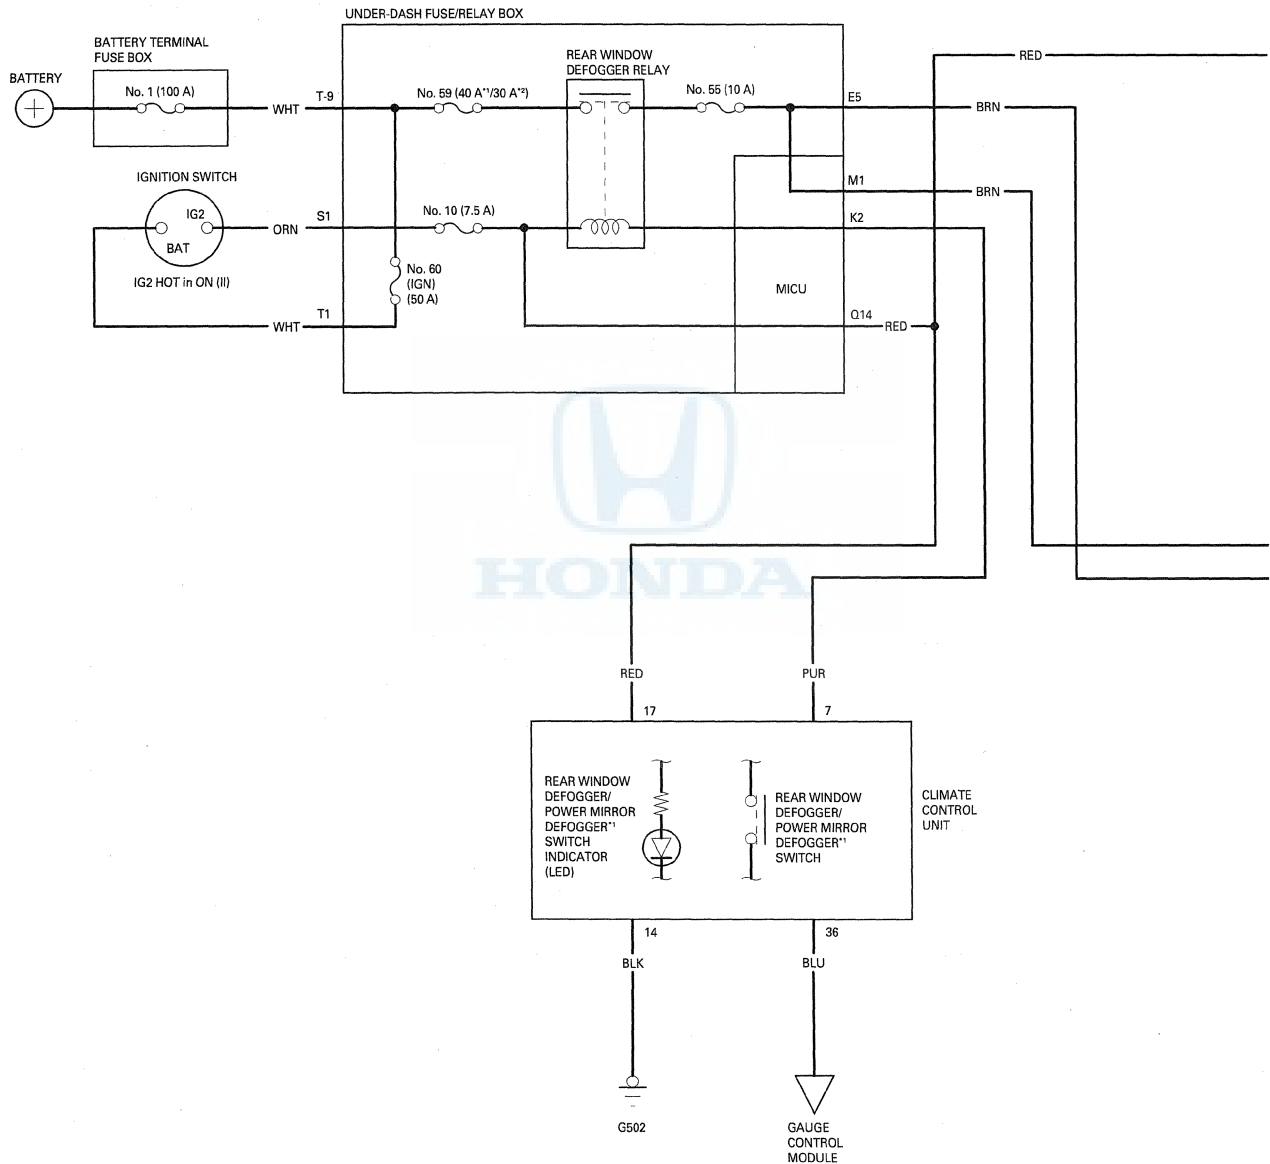 UNDER-DASH FUSE/RELAY BOX
BATTERY TERMINAL
FUSE BOX
REAR WINDOW
DEFOGGER RELAY
RED
BATTERY
No. 1 (100 A)
WHT
T-9
No. 59 (40 A*1/30 A*2)
No. 55 (10 A)
E5
BRN
IGNITION SWITCH
M1
BRN
IG2
BAT
ORN
S1
No. 10 (7.5 A)
K2
IG2 HOT in ON (II)
No. 60
(IGN)
(50 A)
MICU
WHT
T1
Q14
RED
HONDA
RED
PUR
17
7
REAR WINDOW
DEFOGGER/
POWER MIRROR
DEFOGGER*1
SWITCH
INDICATOR
(LED)
REAR WINDOW
DEFOGGER/
POWER MIRROR
DEFOGGER*1
SWITCH
CLIMATE
CONTROL
UNIT
14
36
BLK
BLU
G502
GAUGE
CONTROL
MODULE